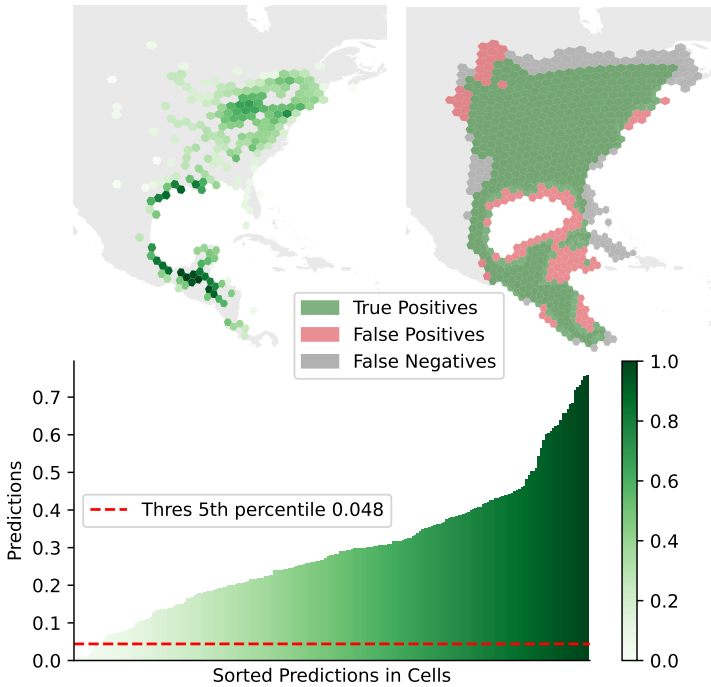 True Positives
False Positives
False Negatives
Predictions
0.7
0.6
0.5
0.4
0.3
0.2
0.1
0.0
Thres 5th percentile 0.048
Sorted Predictions in Cells
1.0
0.8
0.6
0.4
0.2
0.0